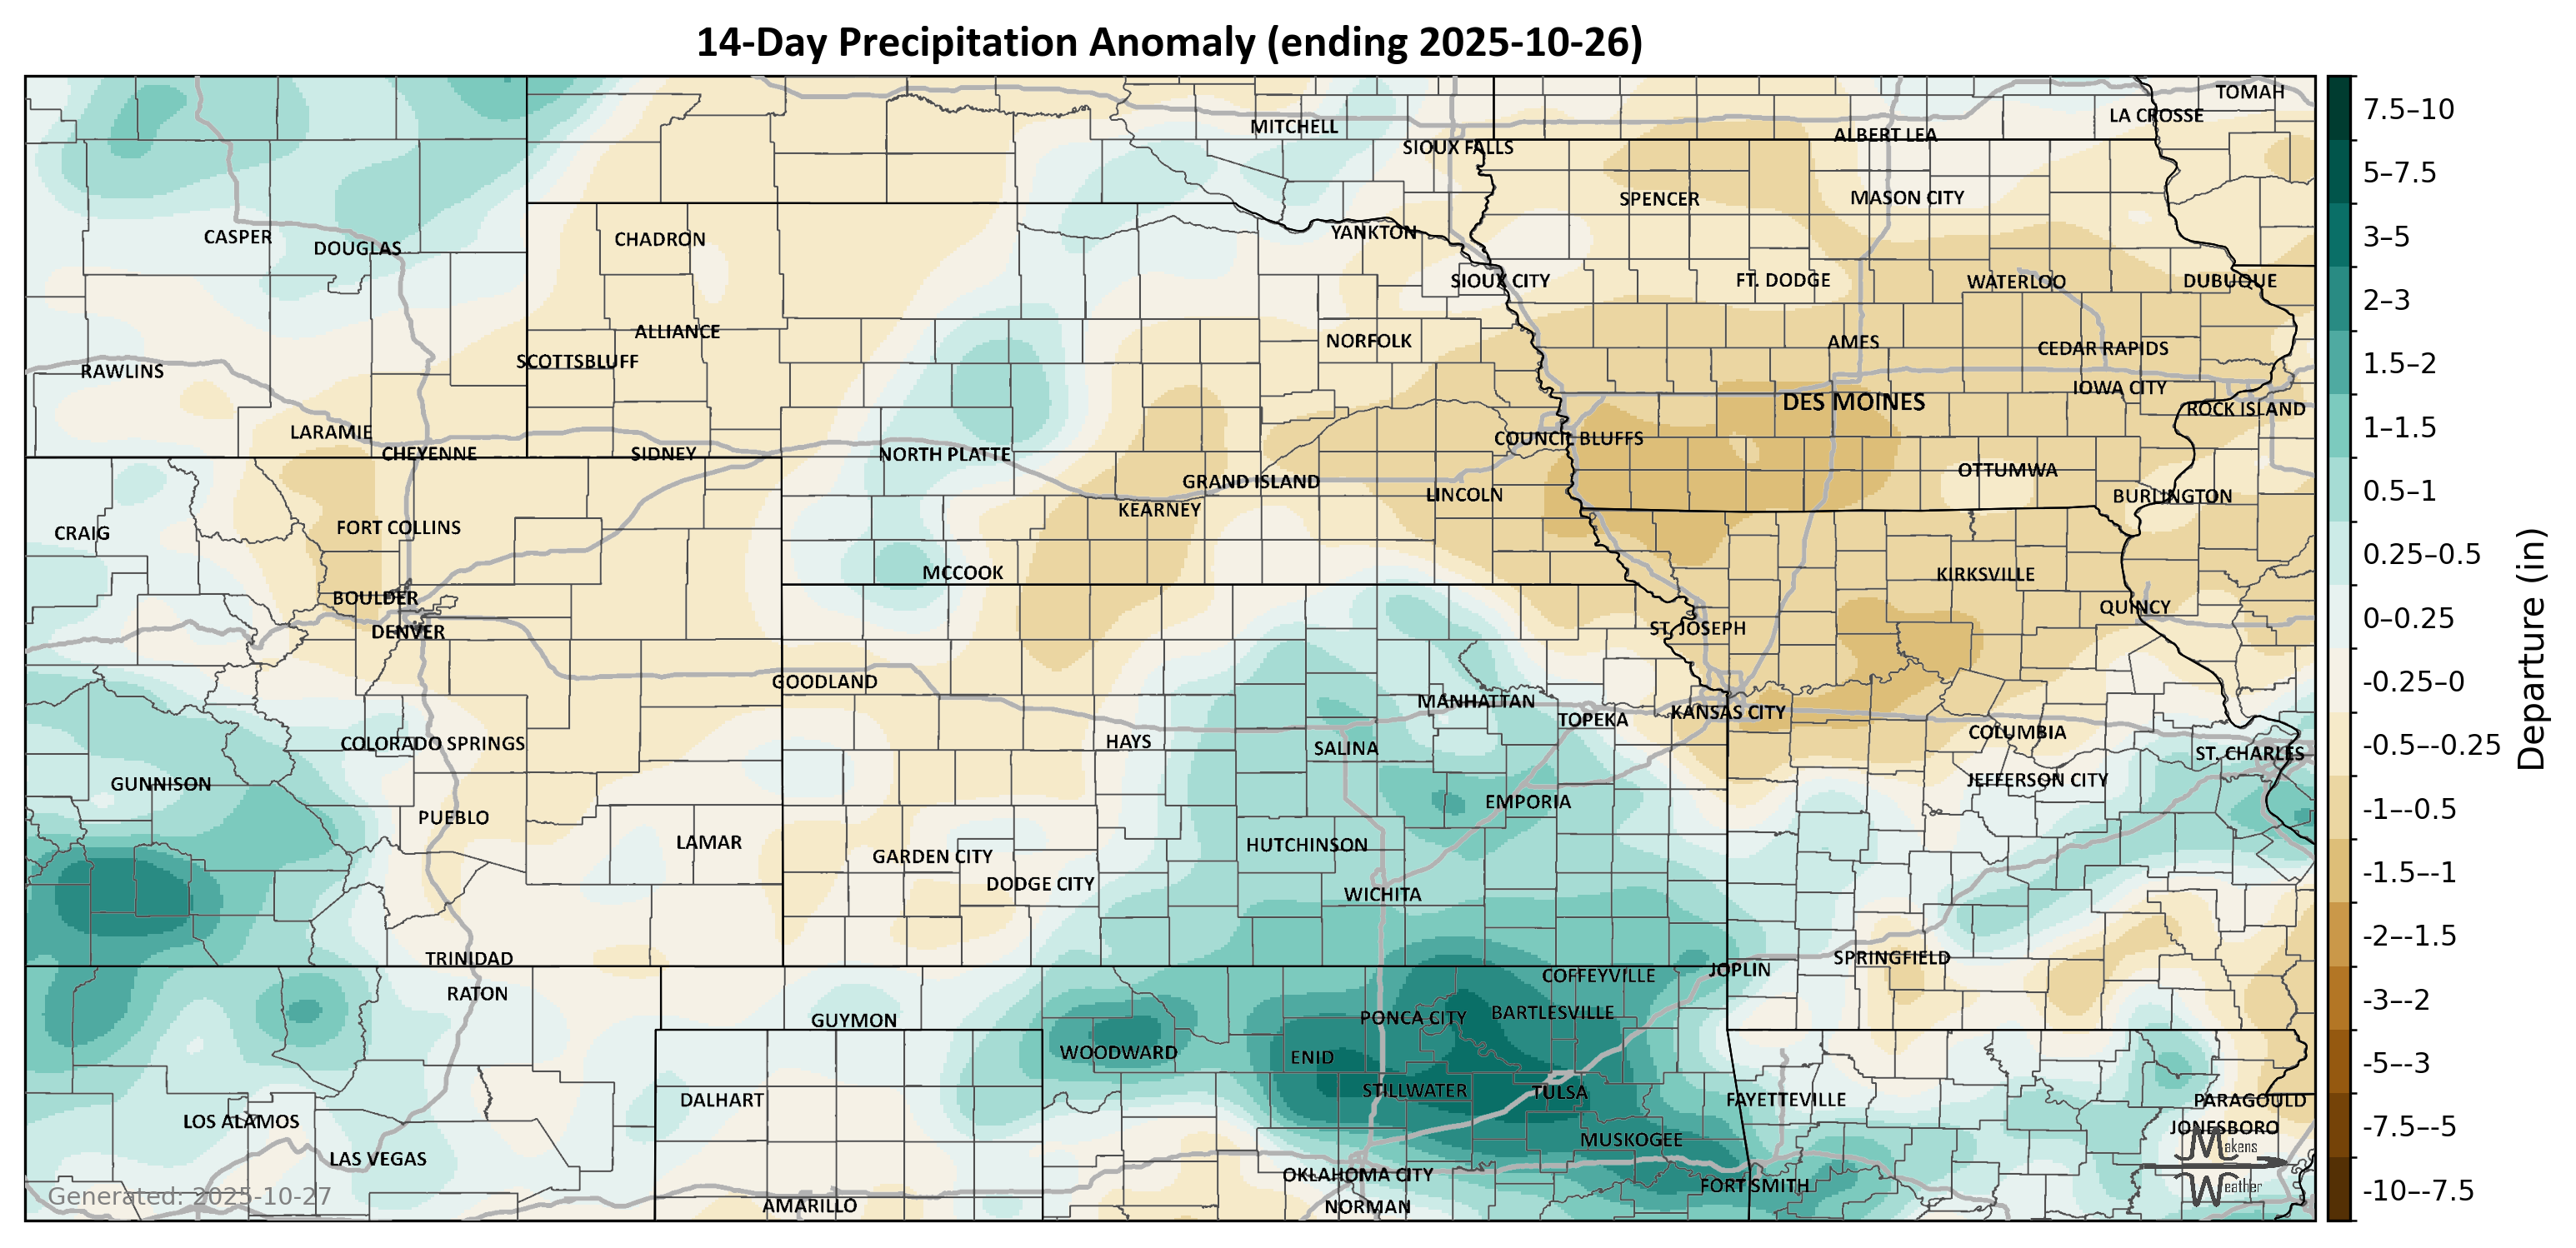 14-Day Precipitation Anomaly (ending 2025-10-26)
TOMAH
LA CROSSE
MITCHELL
ALBERT LEA
SIOUX FALLS
SPENCER
MASON CITY
CASPER
DOUGLAS
CHADRON
YANKTON
SIOUX CITY
FT. DODGE
WATERLOO
DUBUQUE
ALLIANCE
NORFOLK
AMES
CEDAR RAPIDS
SCOTTSBLUFF
RAWLINS
IOWA CITY
DES MOINES
ROCK ISLAND
LARAMIE
COUNCIL BLUFFS
CHEYENNE
SIDNEY
NORTH PLATTE
OTTUMWA
GRAND ISLAND
LINCOLN
BURLINGTON
KEARNEY
CRAIG
FORT COLLINS
MCCOOK
KIRKSVILLE
BOULDER
QUINCY
DENVER
ST. JOSEPH
GOODLAND
MANHATTAN
TOPEKA
KANSAS CITY
COLUMBIA
COLORADO SPRINGS
HAYS
SALINA
ST. CHARLES
GUNNISON
JEFFERSON CITY
EMPORIA
PUEBLO
LAMAR
HUTCHINSON
GARDEN CITY
DODGE CITY
WICHITA
TRINIDAD
SPRINGFIELD
JOPLIN
COFFEYVILLE
RATON
BARTLESVILLE
PONCA CITY
GUYMON
WOODWARD
ENID
STILLWATER
TULSA
DALHART
FAYETTEVILLE
PARAGOULD
LOS ALAMOS
JONESBORO
MUSKOGEE
LAS VEGAS
OKLAHOMA CITY
FORT SMITH
AMARILLO
NORMAN
Generated: 2025-10-27
Makens
Weather
7.5–10
5–7.5
3–5
2–3
1.5–2
1–1.5
0.5–1
0.25–0.5
0–0.25
-0.25–0
-0.5–-0.25
-1–-0.5
-1.5–-1
-2–-1.5
-3–-2
-5–-3
-7.5–-5
-10–-7.5
Departure (in)